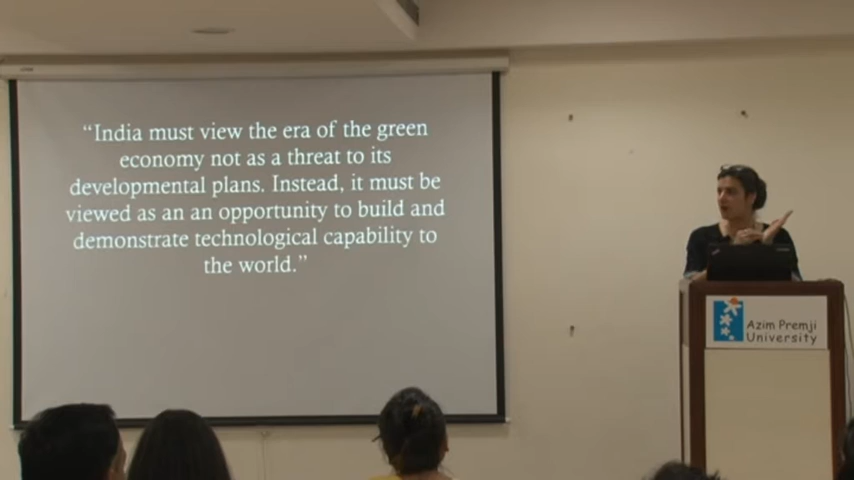 “India must view the era of the green
economy not as a threat to its
developmental plans. Instead, it must be
viewed as an an opportunity to build and
demonstrate technological capability to
the world.”
Azim Premji
University